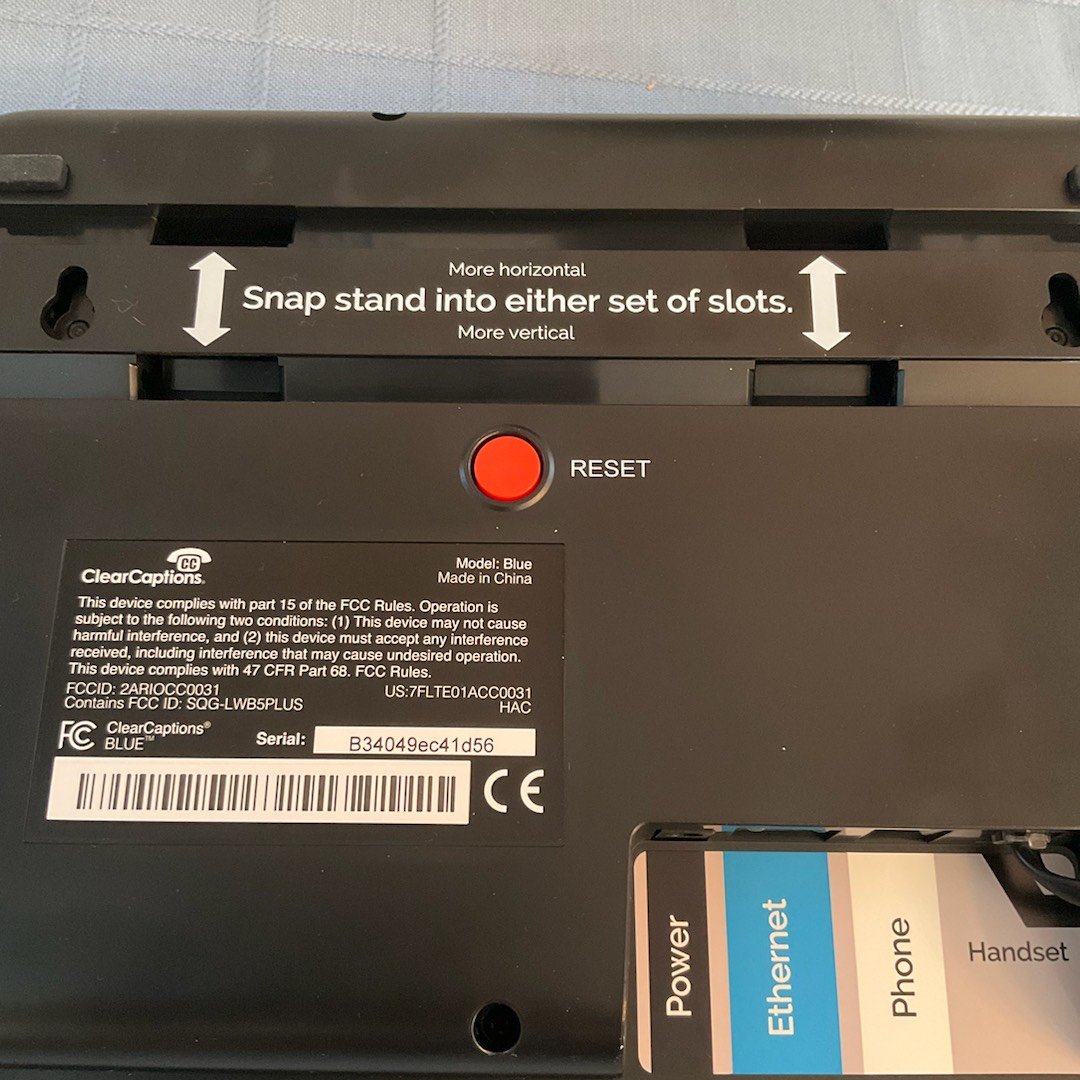 More horizontal
Snap stand into either set of slots.
More vertical
RESET
CC
ClearCaptions®
Model: Blue
Made in China
This device complies with part 15 of the FCC Rules. Operation is
subject to the following two conditions: (1) This device may not cause
harmful interference, and (2) this device must accept any interference
received, including interference that may cause undesired operation.
This device complies with 47 CFR Part 68. FCC Rules.
FCCID: 2ARIOCC0031
US:7FLTE01ACC0031
Contains FCC ID: SQG-LWB5PLUS
HAC
FC
ClearCaptions®
BLUE™
Serial:
B34049ec41d56
CE
Power
Ethernet
Phone
Handset